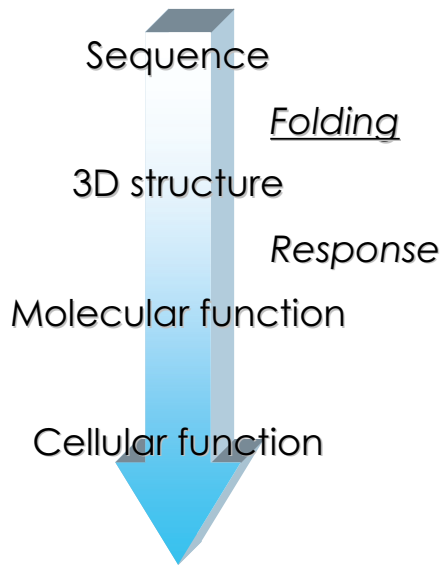 Sequence
Folding
3D structure
Response
Molecular function
Cellular function